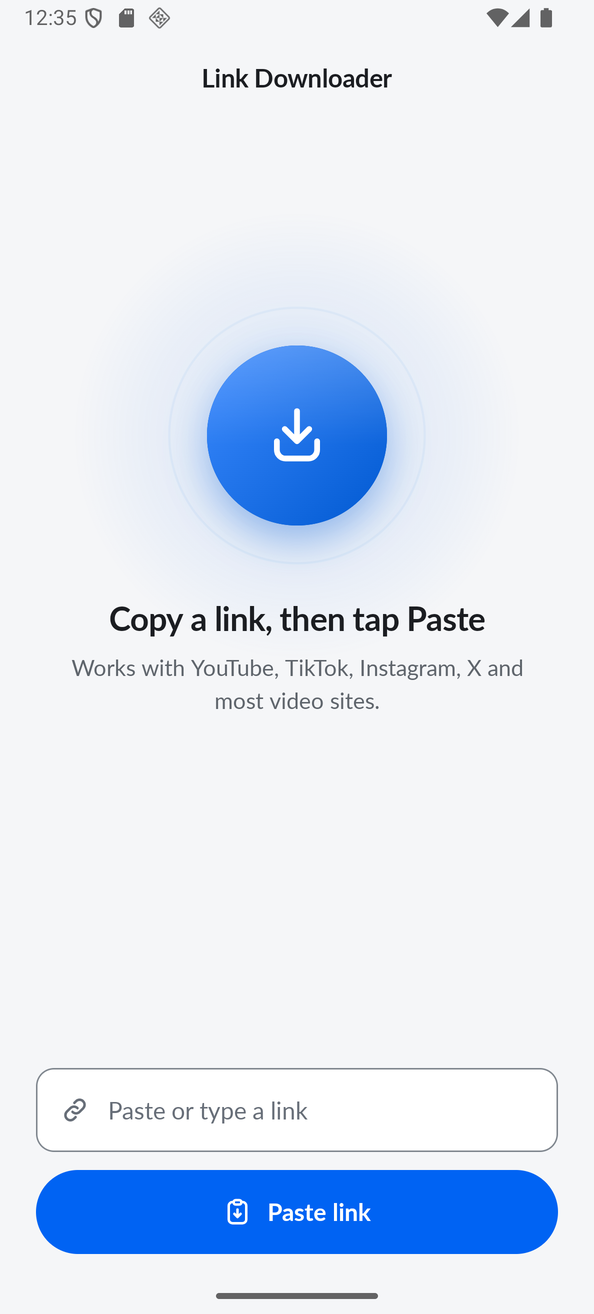 12:35
Link Downloader
Copy a link, then tap Paste
Works with YouTube, TikTok, Instagram, X and
most video sites.
Paste or type a link
Paste link